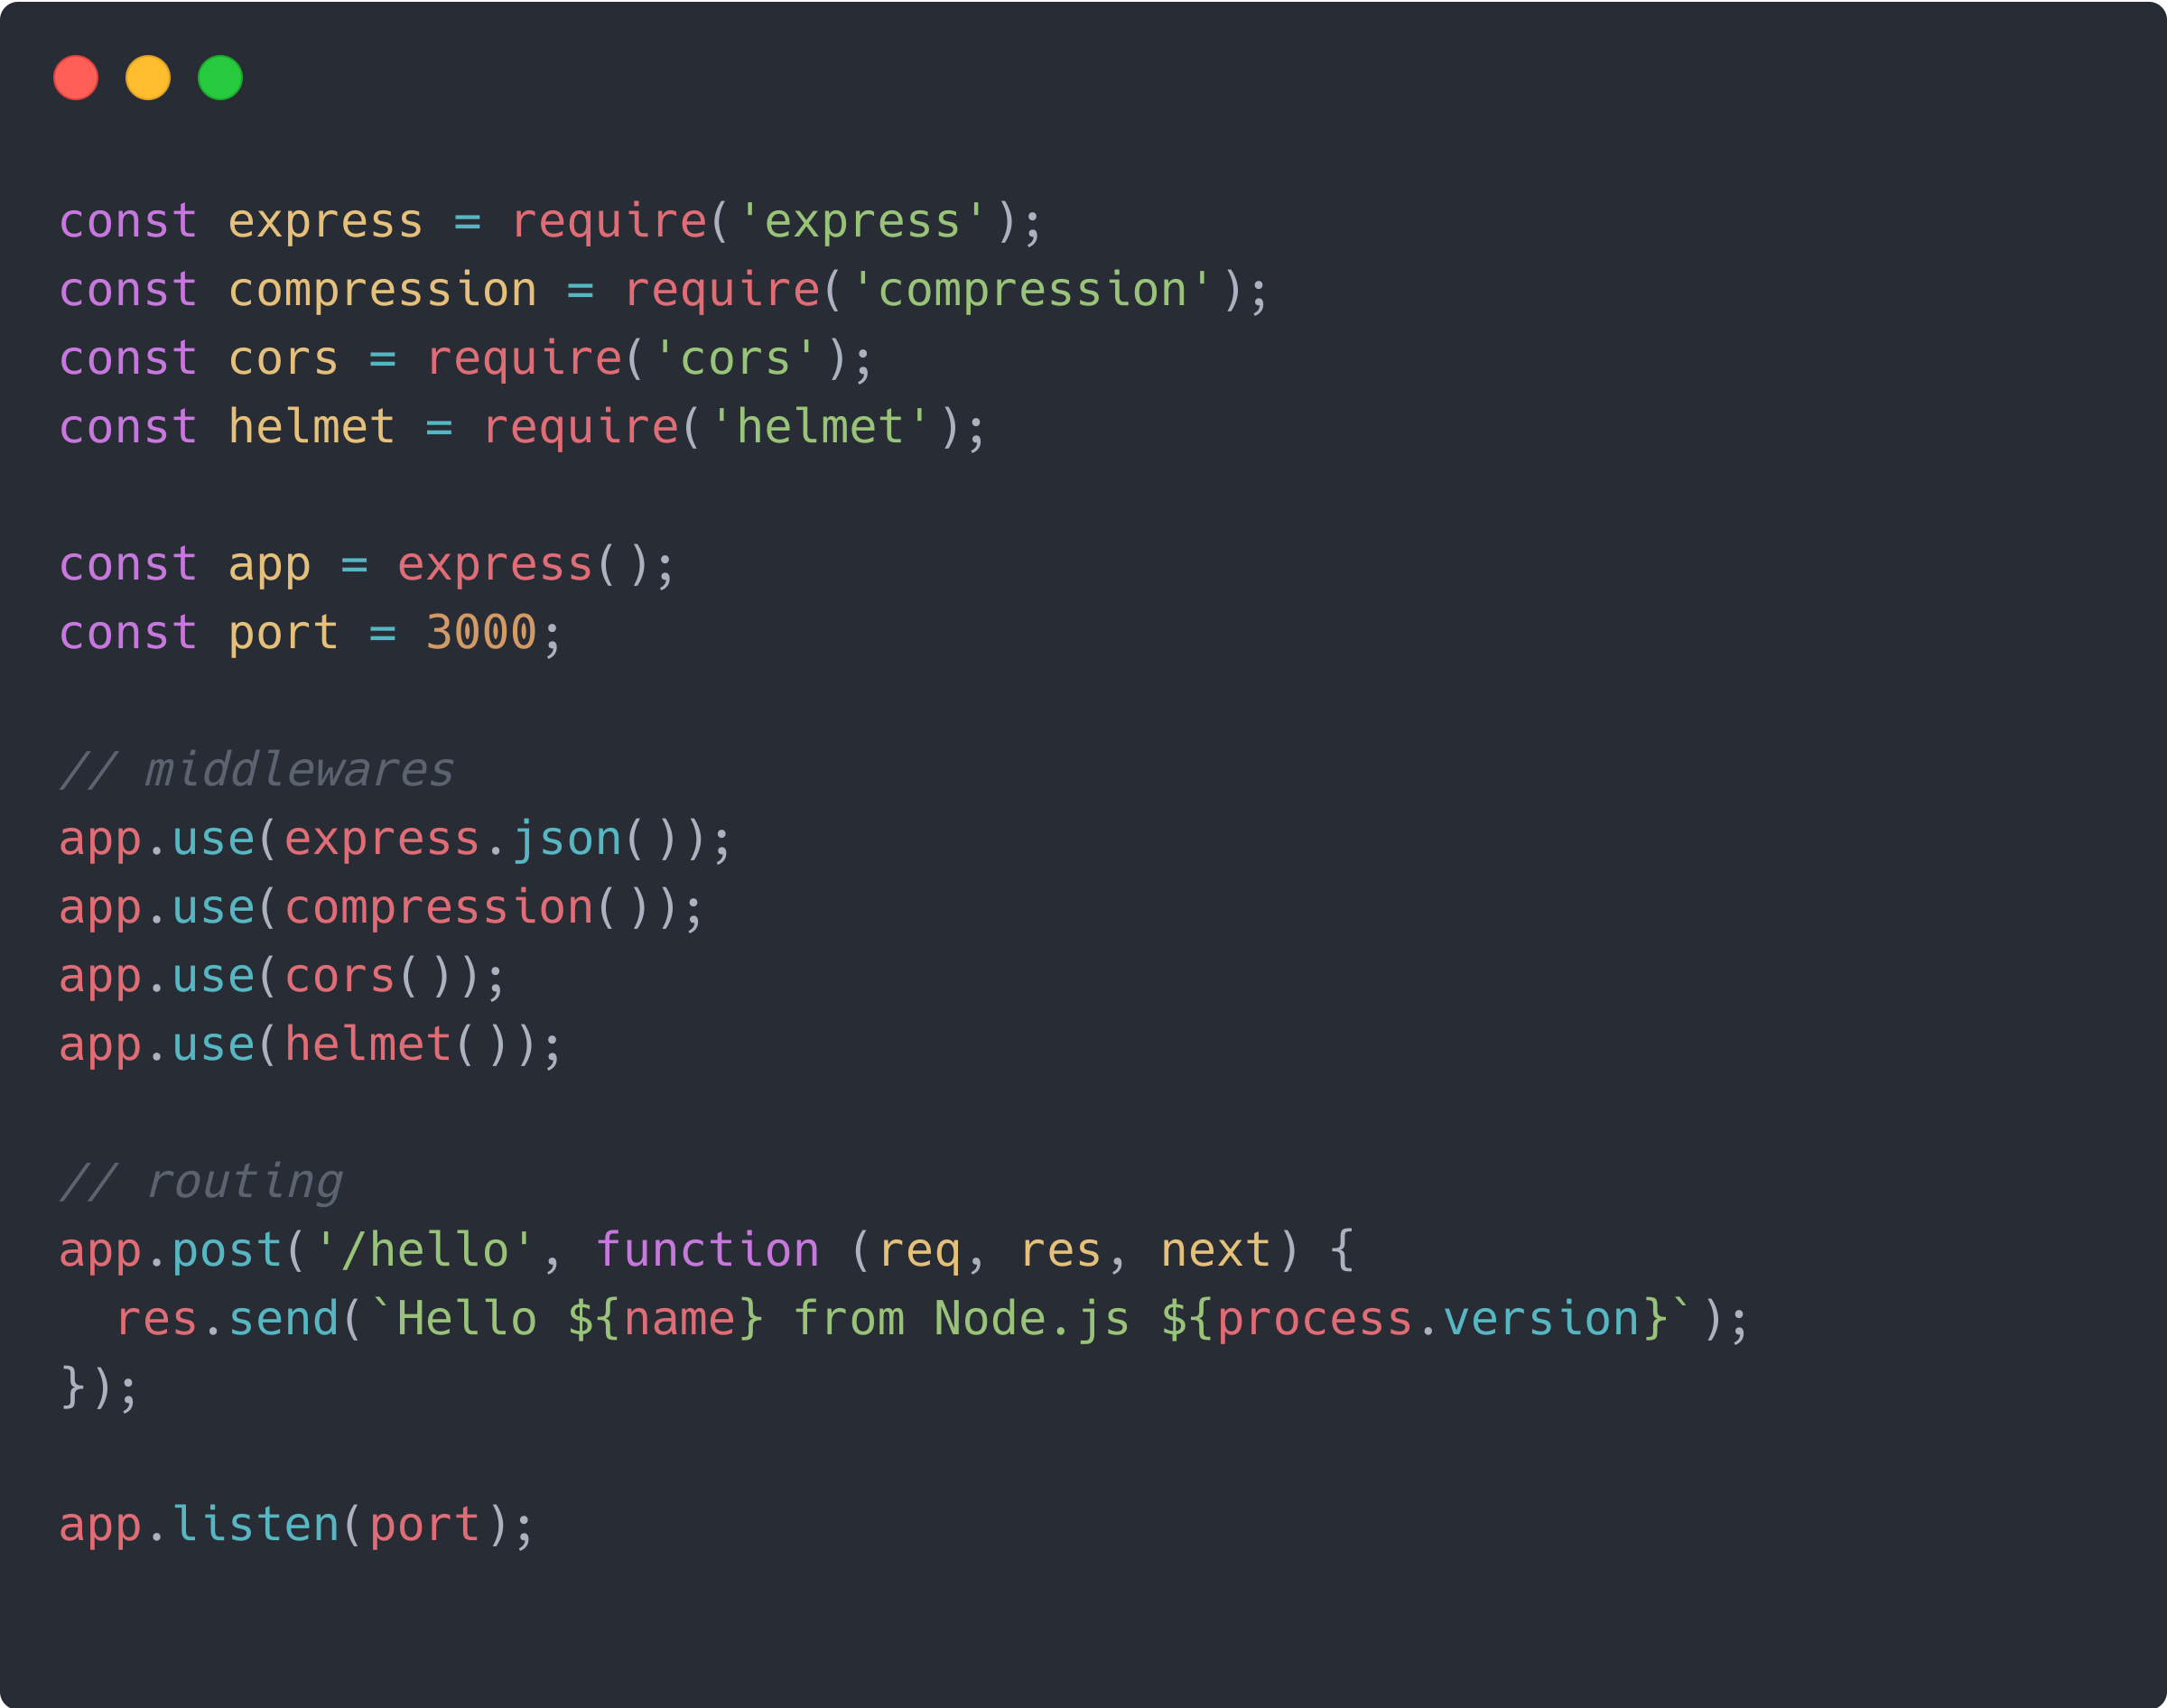 const express = require('express');
const compression = require('compression');
const cors = require('cors');
const helmet = require('helmet');

const app = express();
const port = 3000;

// middlewares
app.use(express.json());
app.use(compression());
app.use(cors());
app.use(helmet());

// routing
app.post('/hello', function (req, res, next) {
  res.send(`Hello ${name} from Node.js ${process.version}`);
});

app.listen(port);